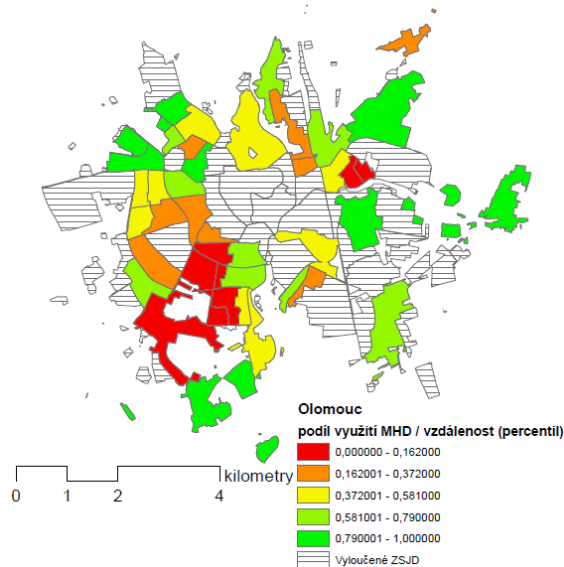 Olomouc
podíl využití MHD / vzdálenost (percentil)
0,000000 - 0,162000
0,162001 - 0,372000
0,372001 - 0,581000
0,581001 - 0,790000
0,790001 - 1,000000
Vyloučené ZSJD
kilometry
0 1 2 4